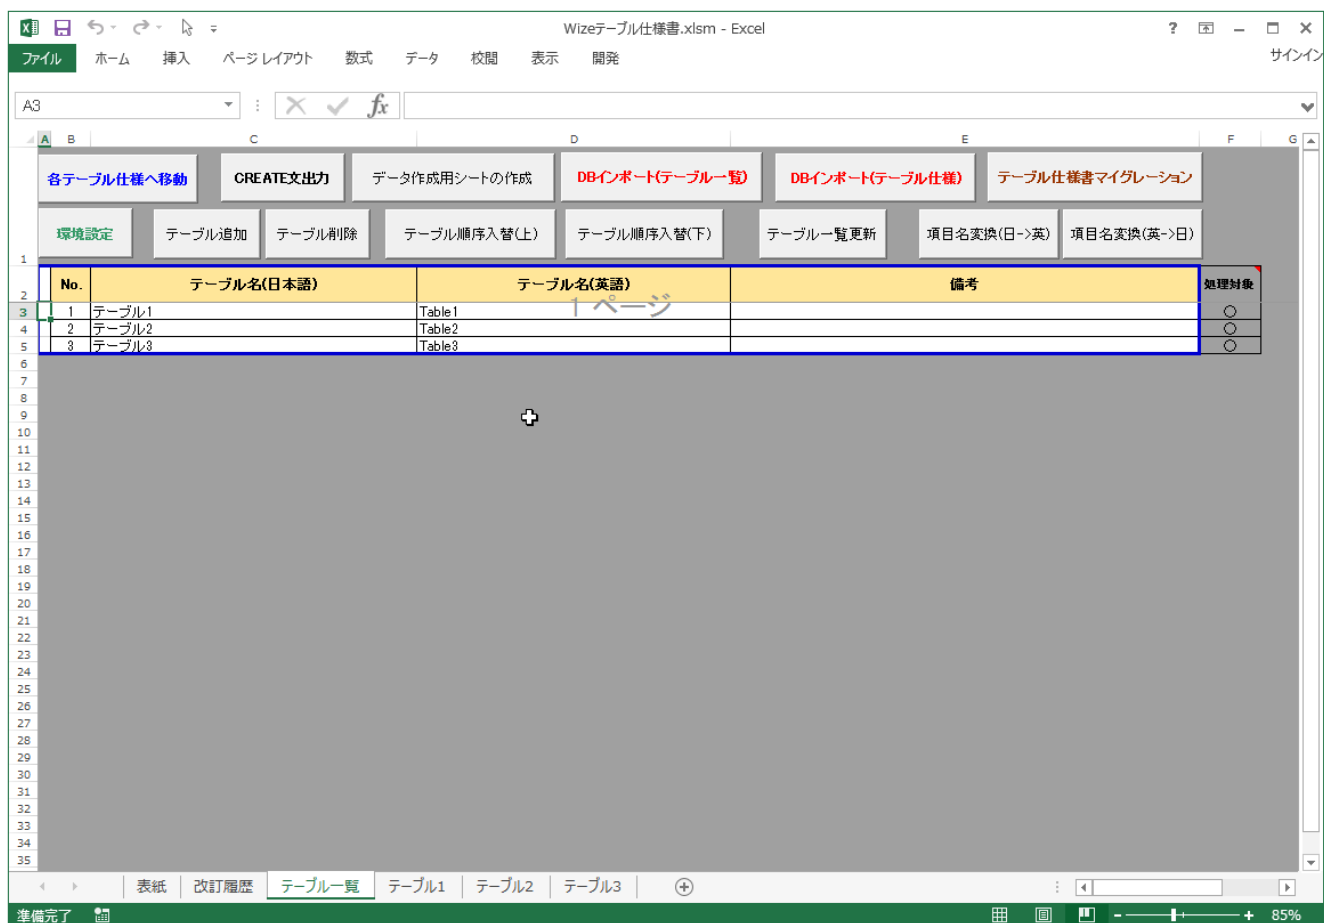 Wizeテーブル仕様書.xlsm - Excel
?
ファイル ホーム 挿入 ページ レイアウト 数式 データ 校閲 表示 開発 サインイン
A3 fx
A B C D E F G
各テーブル仕様へ移動 CREATE文出力 データ作成用シートの作成 DBインポート(テーブル一覧) DBインポート(テーブル仕様) テーブル仕様書マイグレーション
環境設定 テーブル追加 テーブル削除 テーブル順序入替(上) テーブル順序入替(下) テーブル一覧更新 項目名変換(日->英) 項目名変換(英->日)
1
2 No. テーブル名(日本語) テーブル名(英語) 備考 処理対象
1 ページ
3 1 テーブル1 Table1 ○
4 2 テーブル2 Table2 ○
5 3 テーブル3 Table3 ○
6
7
8
9
10
11
12
13
14
15
16
17
18
19
20
21
22
23
24
25
26
27
28
29
30
31
32
33
34
35
表紙 改訂履歴 テーブル一覧 テーブル1 テーブル2 テーブル3
準備完了 85%